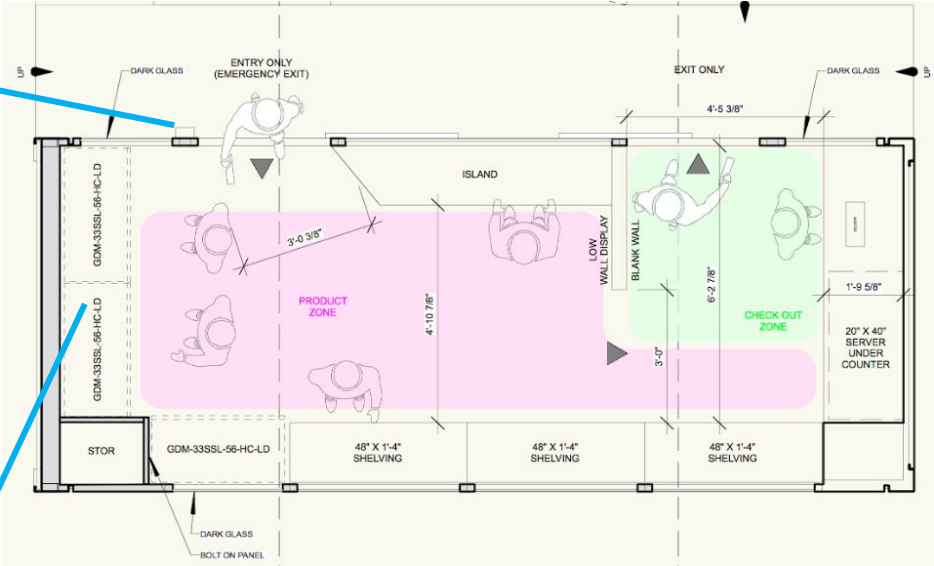 UP
DARK GLASS
ENTRY ONLY
(EMERGENCY EXIT)
EXIT ONLY
DARK GLASS
UP
4'-5 3/8"
GDM-33SSL-56-HC-LD
ISLAND
3'-0 3/8"
LOW
WALL DISPLAY
BLANK WALL
6'-2 7/8"
1'-9 5/8"
GDM-33SSL-56-HC-LD
PRODUCT
ZONE
4'-10 7/8"
CHECK OUT
ZONE
3'-0"
20" X 40"
SERVER
UNDER
COUNTER
STOR
GDM-33SSL-56-HC-LD
48" X 1'-4"
SHELVING
48" X 1'-4"
SHELVING
48" X 1'-4"
SHELVING
DARK GLASS
BOLT ON PANEL